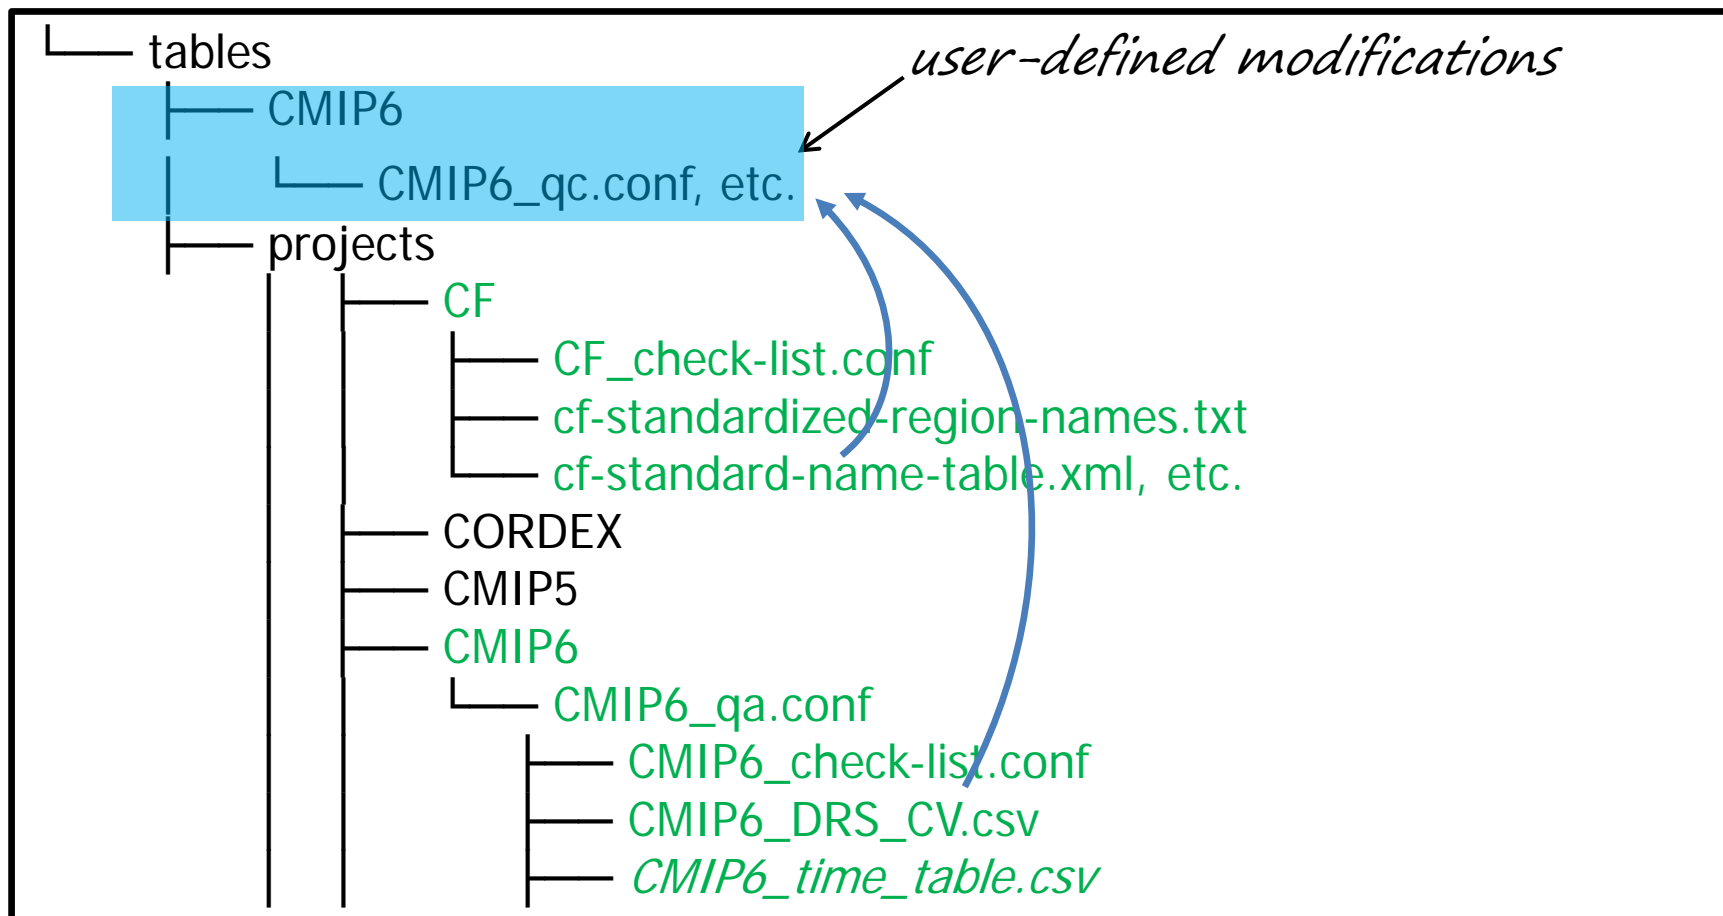 tables
user-defined modifications
CMIP6
CMIP6_qc.conf, etc.
projects
CF
CF_check-list.conf
cf-standardized-region-names.txt
cf-standard-name-table.xml, etc.
CORDEX
CMIP5
CMIP6
CMIP6_qa.conf
CMIP6_check-list.conf
CMIP6_DRS_CV.csv
CMIP6_time_table.csv